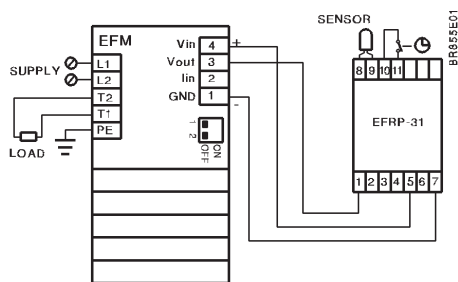 SENSOR
BR855E01
EFM
Vin 4 +
Vout 3
Iin 2
GND 1 -
SUPPLY
L1
L2
T2
T1
PE
LOAD
1
2
OFF
ON
8 9 10 11
EFRP-31
1 2 3 4 5 6 7